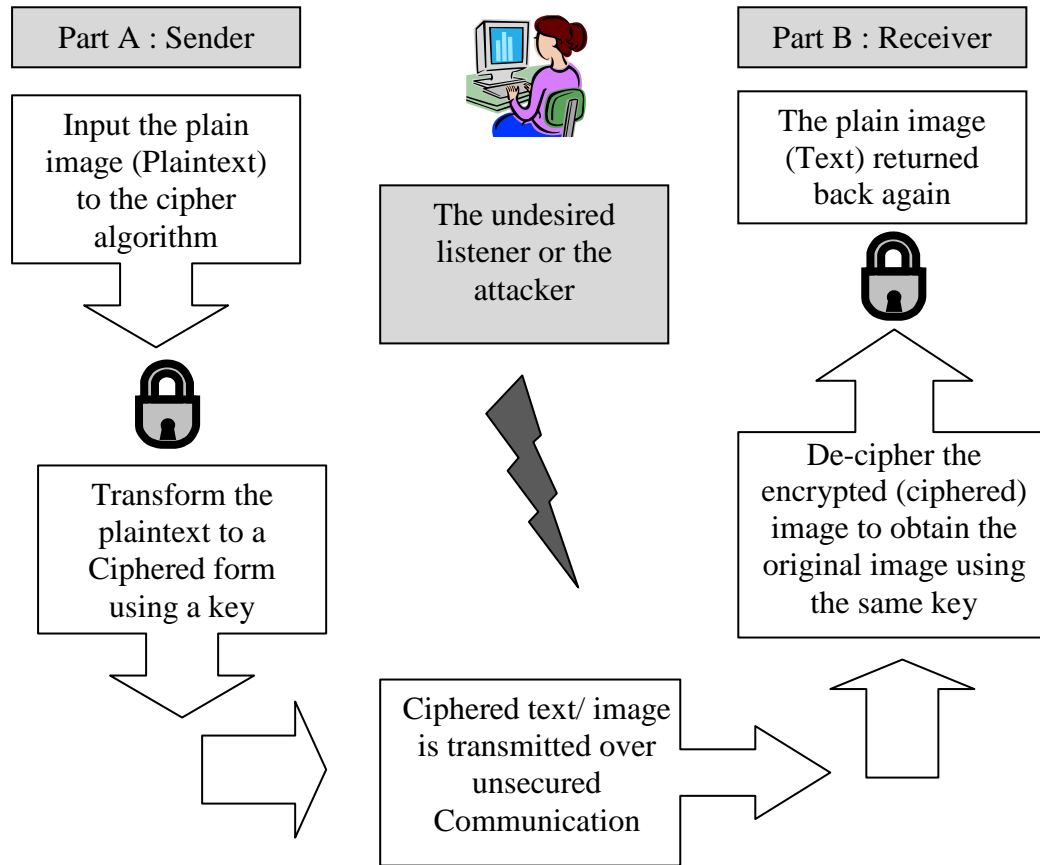 Part A : Sender
Input the plain
image (Plaintext)
to the cipher
algorithm
Transform the
plaintext to a
Ciphered form
using a key
The undesired
listener or the
attacker
Ciphered text/ image
is transmitted over
unsecured
Communication
Part B : Receiver
The plain image
(Text) returned
back again
De-cipher the
encrypted (ciphered)
image to obtain the
original image using
the same key